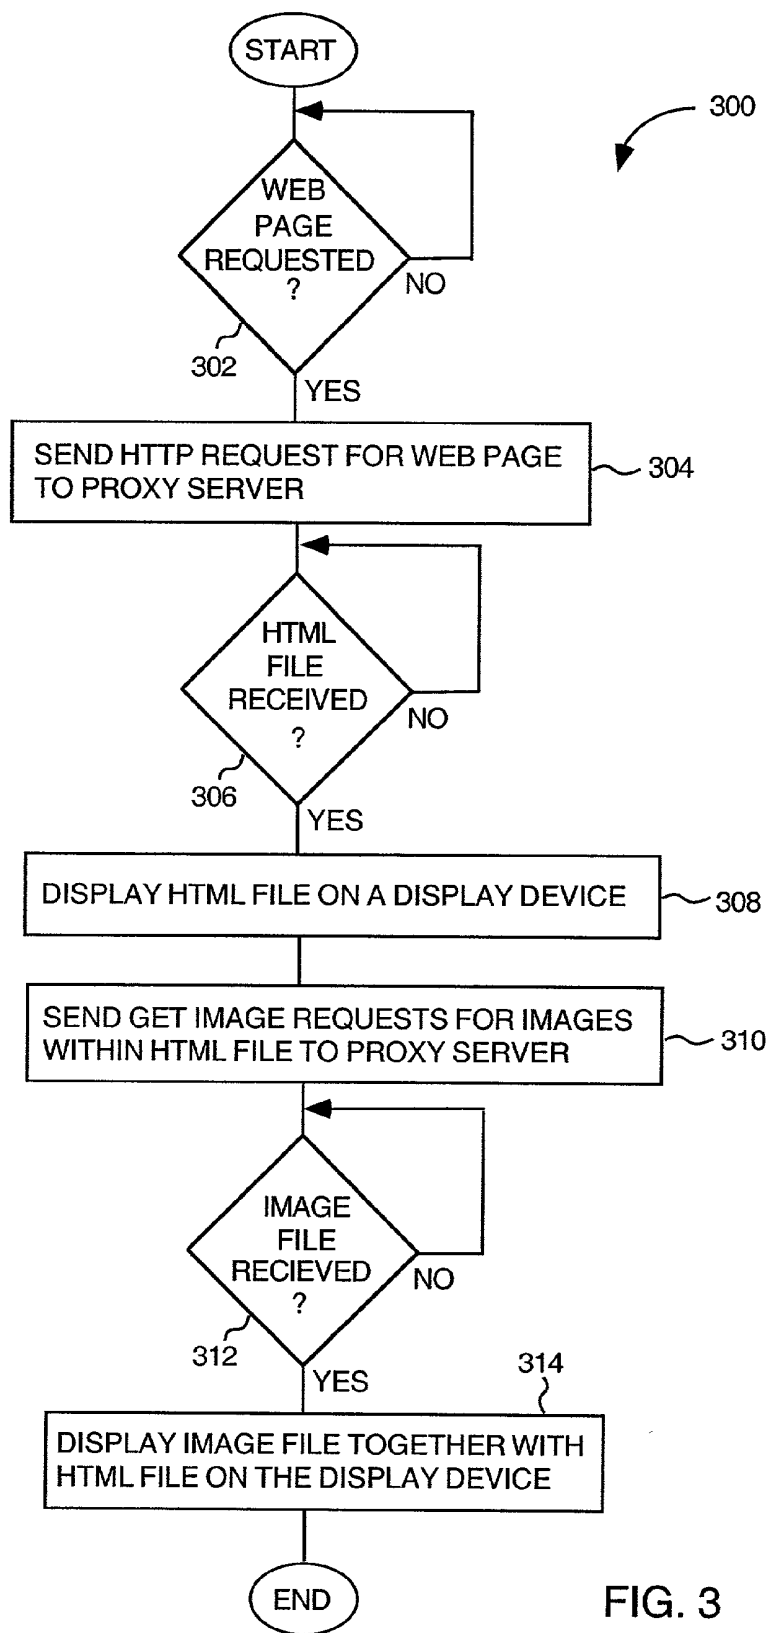 START
300
WEB
PAGE
REQUESTED
?
NO
302
YES
SEND HTTP REQUEST FOR WEB PAGE
TO PROXY SERVER
304
HTML
FILE
RECEIVED
?
NO
306
YES
DISPLAY HTML FILE ON A DISPLAY DEVICE
308
SEND GET IMAGE REQUESTS FOR IMAGES
WITHIN HTML FILE TO PROXY SERVER
310
IMAGE
FILE
RECIEVED
?
NO
312
YES
314
DISPLAY IMAGE FILE TOGETHER WITH
HTML FILE ON THE DISPLAY DEVICE
END
FIG. 3